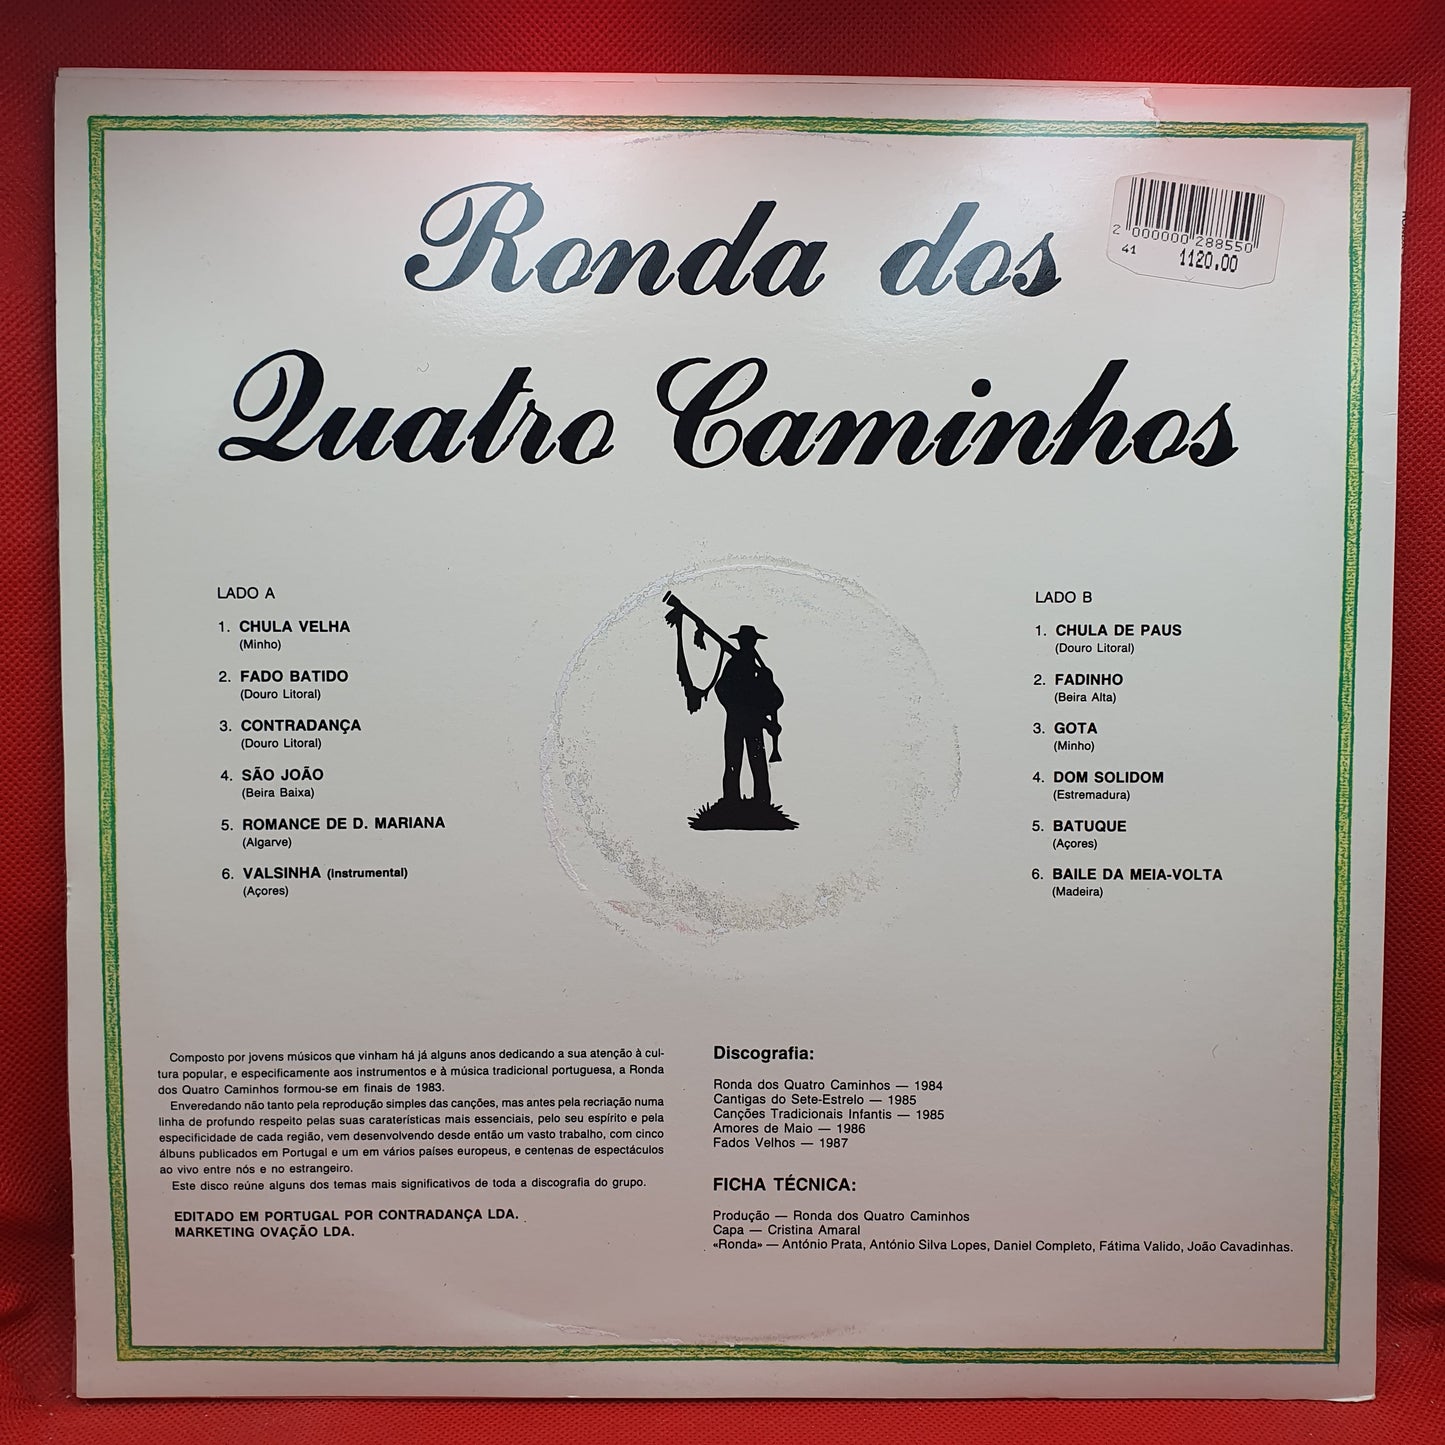 Ronda dos
Quatro Caminhos
2 000000 288550
41 1120.00
LADO A
1. CHULA VELHA
(Minho)
2. FADO BATIDO
(Douro Litoral)
3. CONTRADANÇA
(Douro Litoral)
4. SÃO JOÃO
(Beira Baixa)
5. ROMANCE DE D. MARIANA
(Algarve)
6. VALSINHA (instrumental)
(Açores)
LADO B
1. CHULA DE PAUS
(Douro Litoral)
2. FADINHO
(Beira Alta)
3. GOTA
(Minho)
4. DOM SOLIDOM
(Estremadura)
5. BATUQUE
(Açores)
6. BAILE DA MEIA-VOLTA
(Madeira)
Composto por jovens músicos que vinham há já alguns anos dedicando a sua atenção à cul-
tura popular, e especificamente aos instrumentos e à música tradicional portuguesa, a Ronda
dos Quatro Caminhos formou-se em finais de 1983.
Enveredando não tanto pela reprodução simples das canções, mas antes pela recriação numa
linha de profundo respeito pelas suas caraterísticas mais essenciais, pelo seu espírito e pela
especificidade de cada região, vem desenvolvendo desde então um vasto trabalho, com cinco
álbuns publicados em Portugal e um em vários países europeus, e centenas de espectáculos
ao vivo entre nós e no estrangeiro.
Este disco reúne alguns dos temas mais significativos de toda a discografia do grupo.
EDITADO EM PORTUGAL POR CONTRADANÇA LDA.
MARKETING OVAÇÃO LDA.
Discografia:
Ronda dos Quatro Caminhos — 1984
Cantigas do Sete-Estrelo — 1985
Canções Tradicionais Infantis — 1985
Amores de Maio — 1986
Fados Velhos — 1987
FICHA TÉCNICA:
Produção — Ronda dos Quatro Caminhos
Capa — Cristina Amaral
«Ronda» — António Prata, António Silva Lopes, Daniel Completo, Fátima Valido, João Cavadinhas.